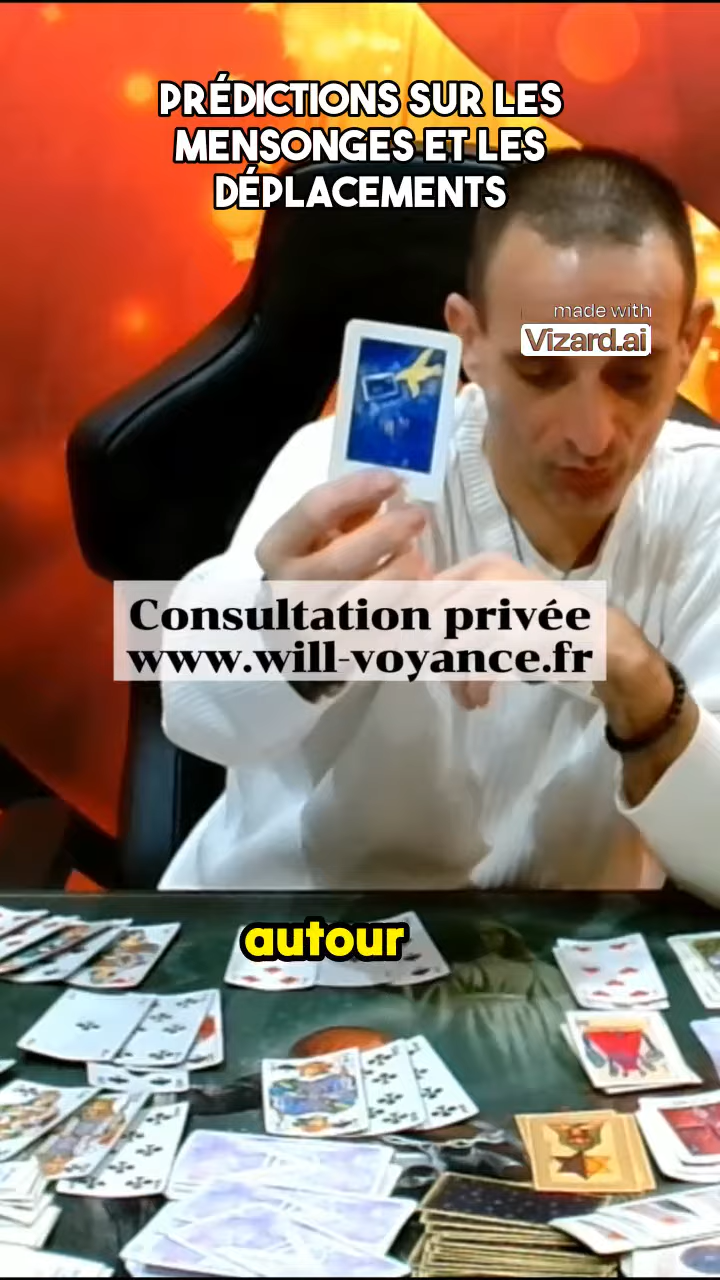 PRÉDICTIONS SUR LES
MENSONGES ET LES
DÉPLACEMENTS
made with
Vizard.ai
Consultation privée
www.will-voyance.fr
autour